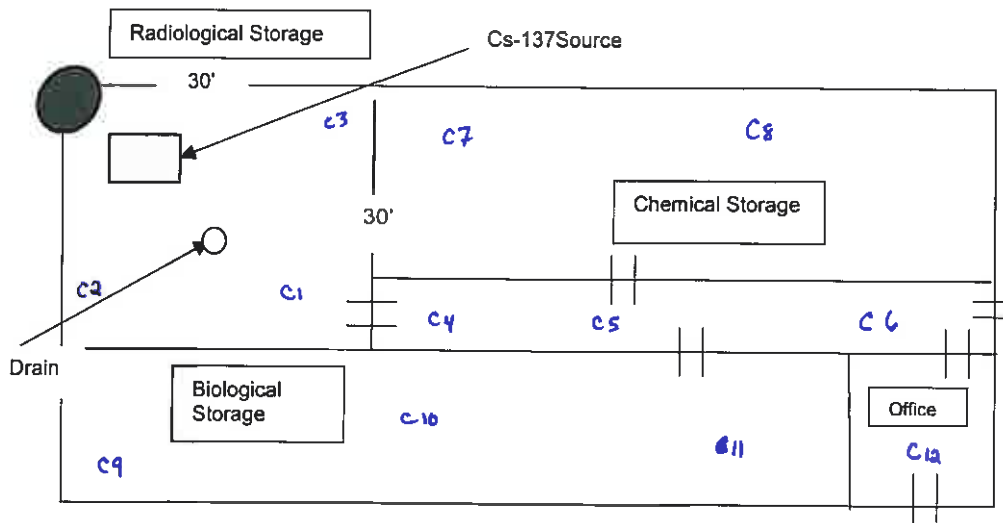 Radiological Storage
Cs-137Source
30'
C3
C7
C8
30'
Chemical Storage
C2
C1
C4
C5
C6
Drain
Biological
Storage
C10
11
Office
C9
C12